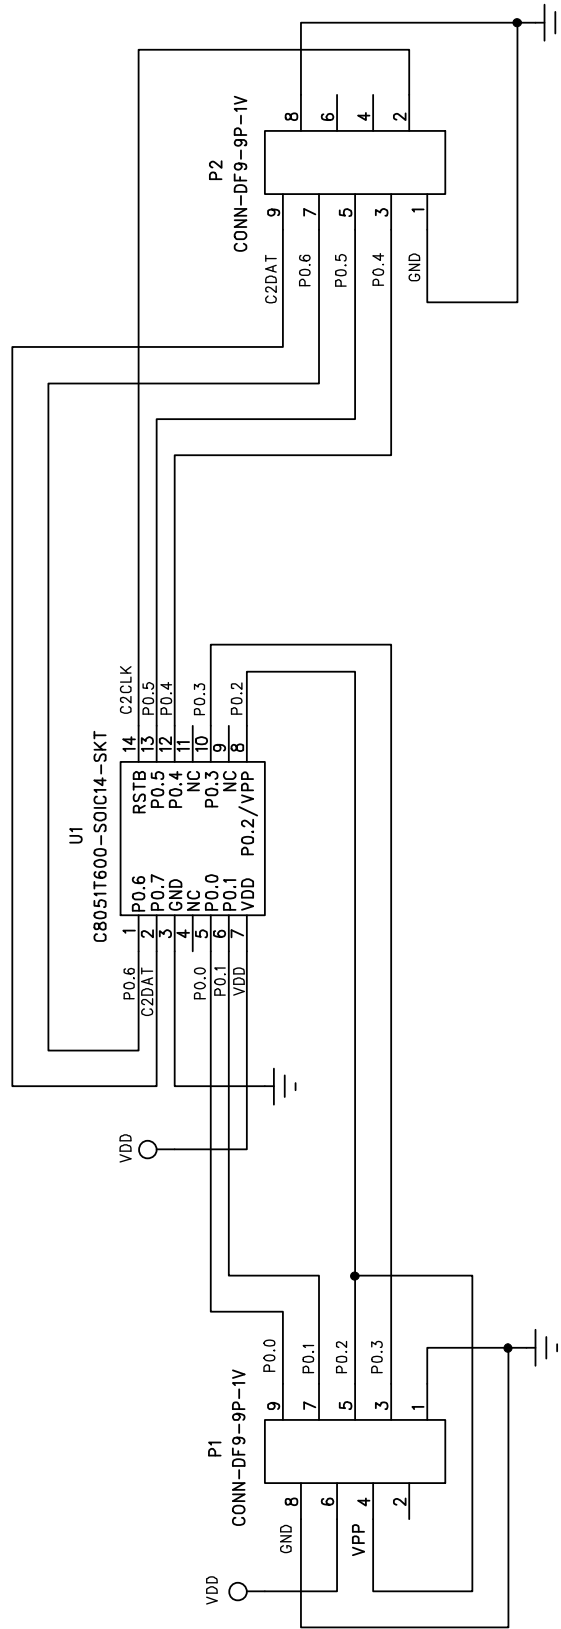 P2
CONN-DF9-9P-1V
8
6
4
2
9
7
5
3
1
C2DAT
P0.6
P0.5
P0.4
GND
U1
C8051T600-SOIC14-SKT
C2CLK
P0.5
P0.4
P0.3
P0.2
14
13
12
11
10
9
8
RSTB
P0.5
P0.4
NC
P0.3
NC
P0.2/VPP
P0.6
P0.7
GND
NC
P0.0
P0.1
VDD
1
2
3
4
5
6
7
P0.6
C2DAT
P0.0
P0.1
VDD
VDD
P0.0
P0.1
P0.2
P0.3
P1
CONN-DF9-9P-1V
9
7
5
3
1
8
6
4
2
GND
VPP
VDD